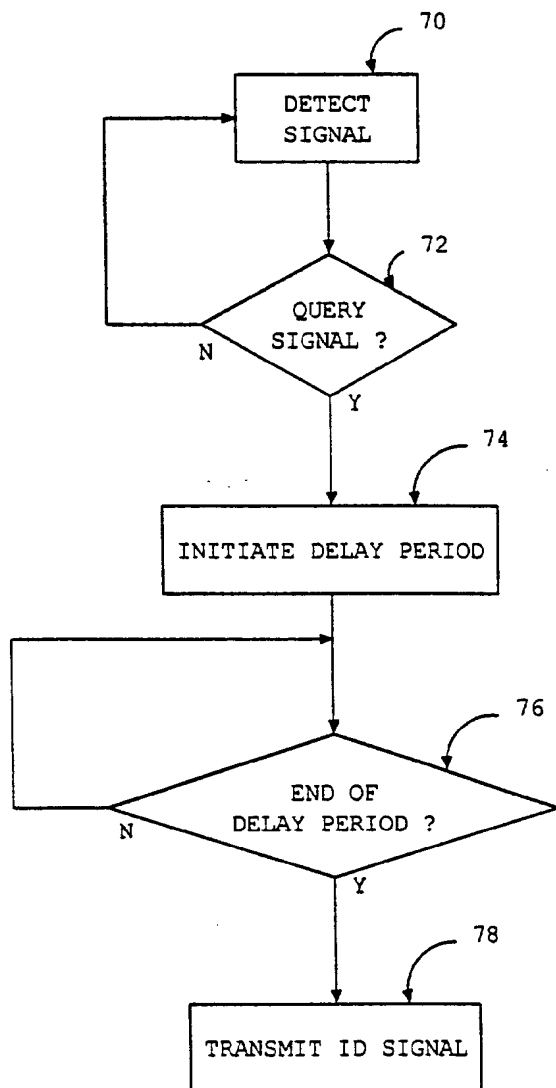 70
DETECT
SIGNAL
72
QUERY
SIGNAL ?
N
Y
74
INITIATE DELAY PERIOD
76
END OF
DELAY PERIOD ?
N
Y
78
TRANSMIT ID SIGNAL